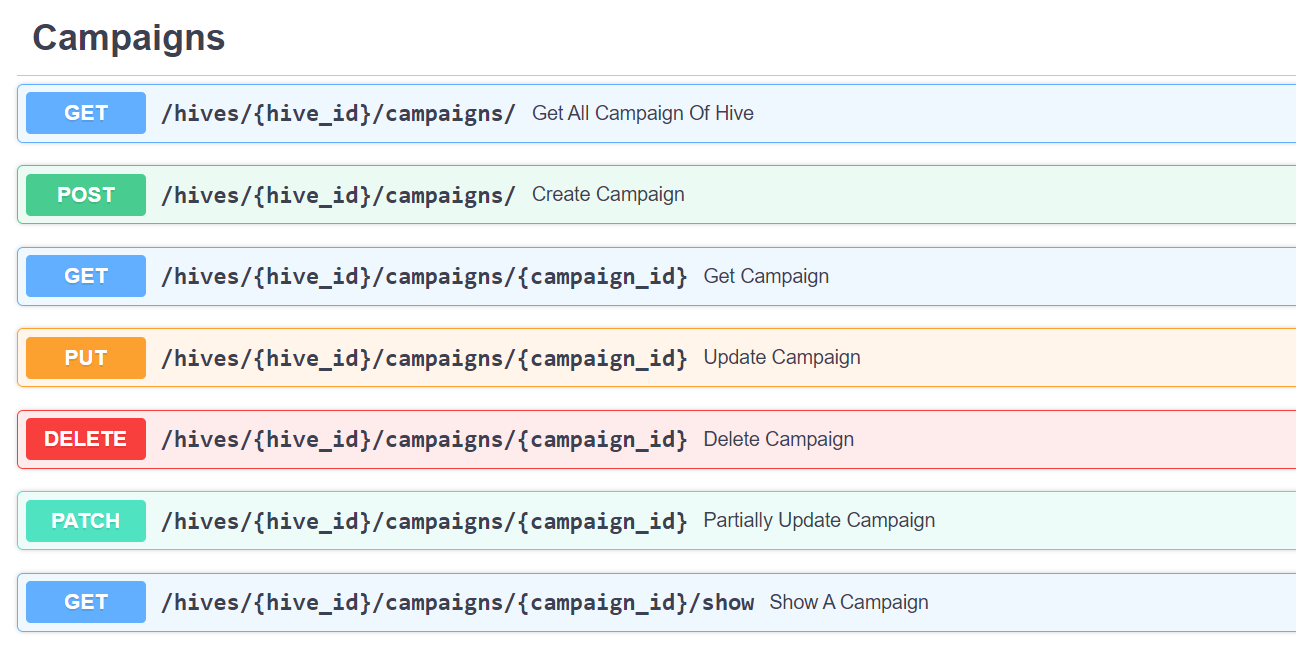 Campaigns
GET /hives/{hive_id}/campaigns/ Get All Campaign Of Hive
POST /hives/{hive_id}/campaigns/ Create Campaign
GET /hives/{hive_id}/campaigns/{campaign_id} Get Campaign
PUT /hives/{hive_id}/campaigns/{campaign_id} Update Campaign
DELETE /hives/{hive_id}/campaigns/{campaign_id} Delete Campaign
PATCH /hives/{hive_id}/campaigns/{campaign_id} Partially Update Campaign
GET /hives/{hive_id}/campaigns/{campaign_id}/show Show A Campaign